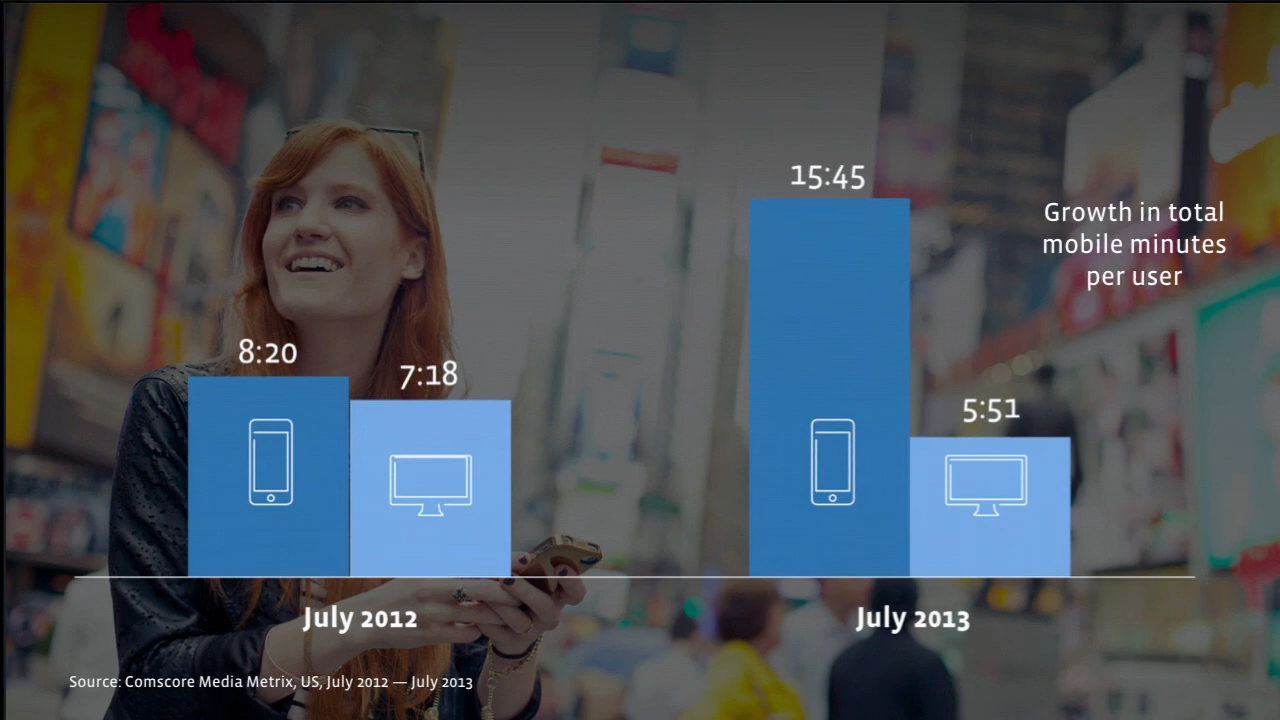 15:45
Growth in total
mobile minutes
per user
8:20
7:18
5:51
July 2012
July 2013
Source: Comscore Media Metrix, US, July 2012 — July 2013